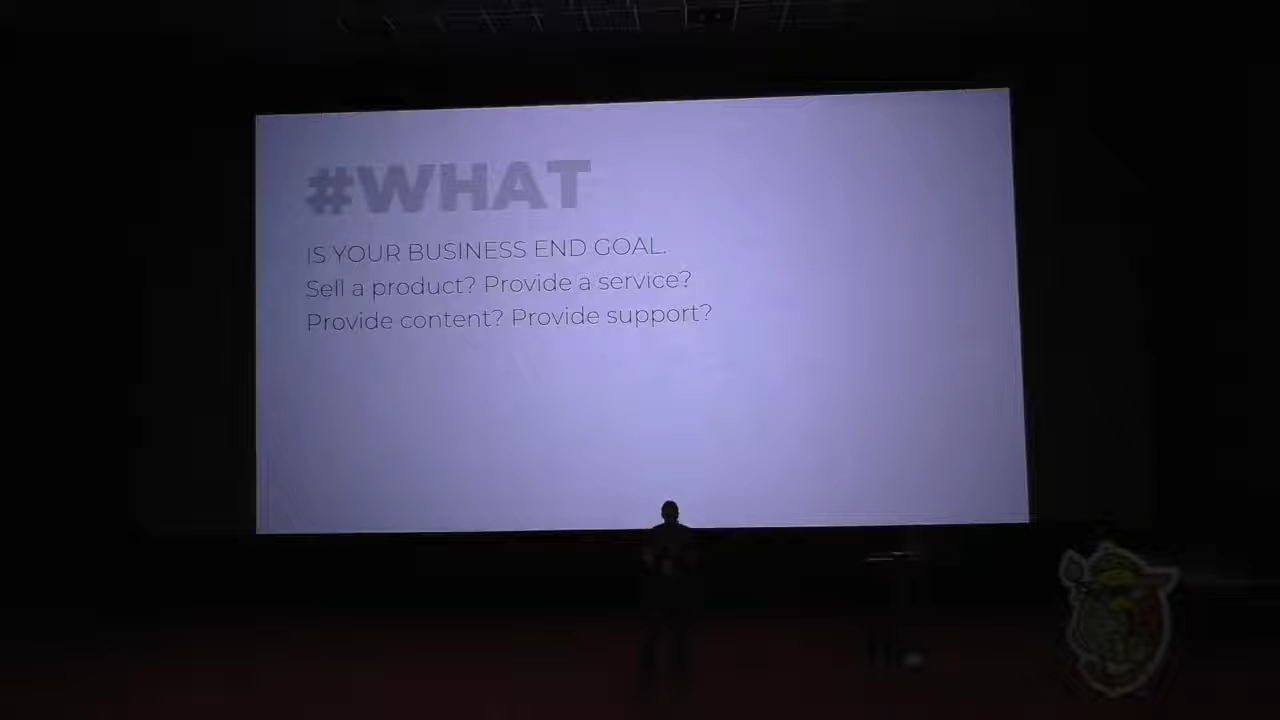 #WHAT
IS YOUR BUSINESS END GOAL.
Sell a product? Provide a service?
Provide content? Provide support?